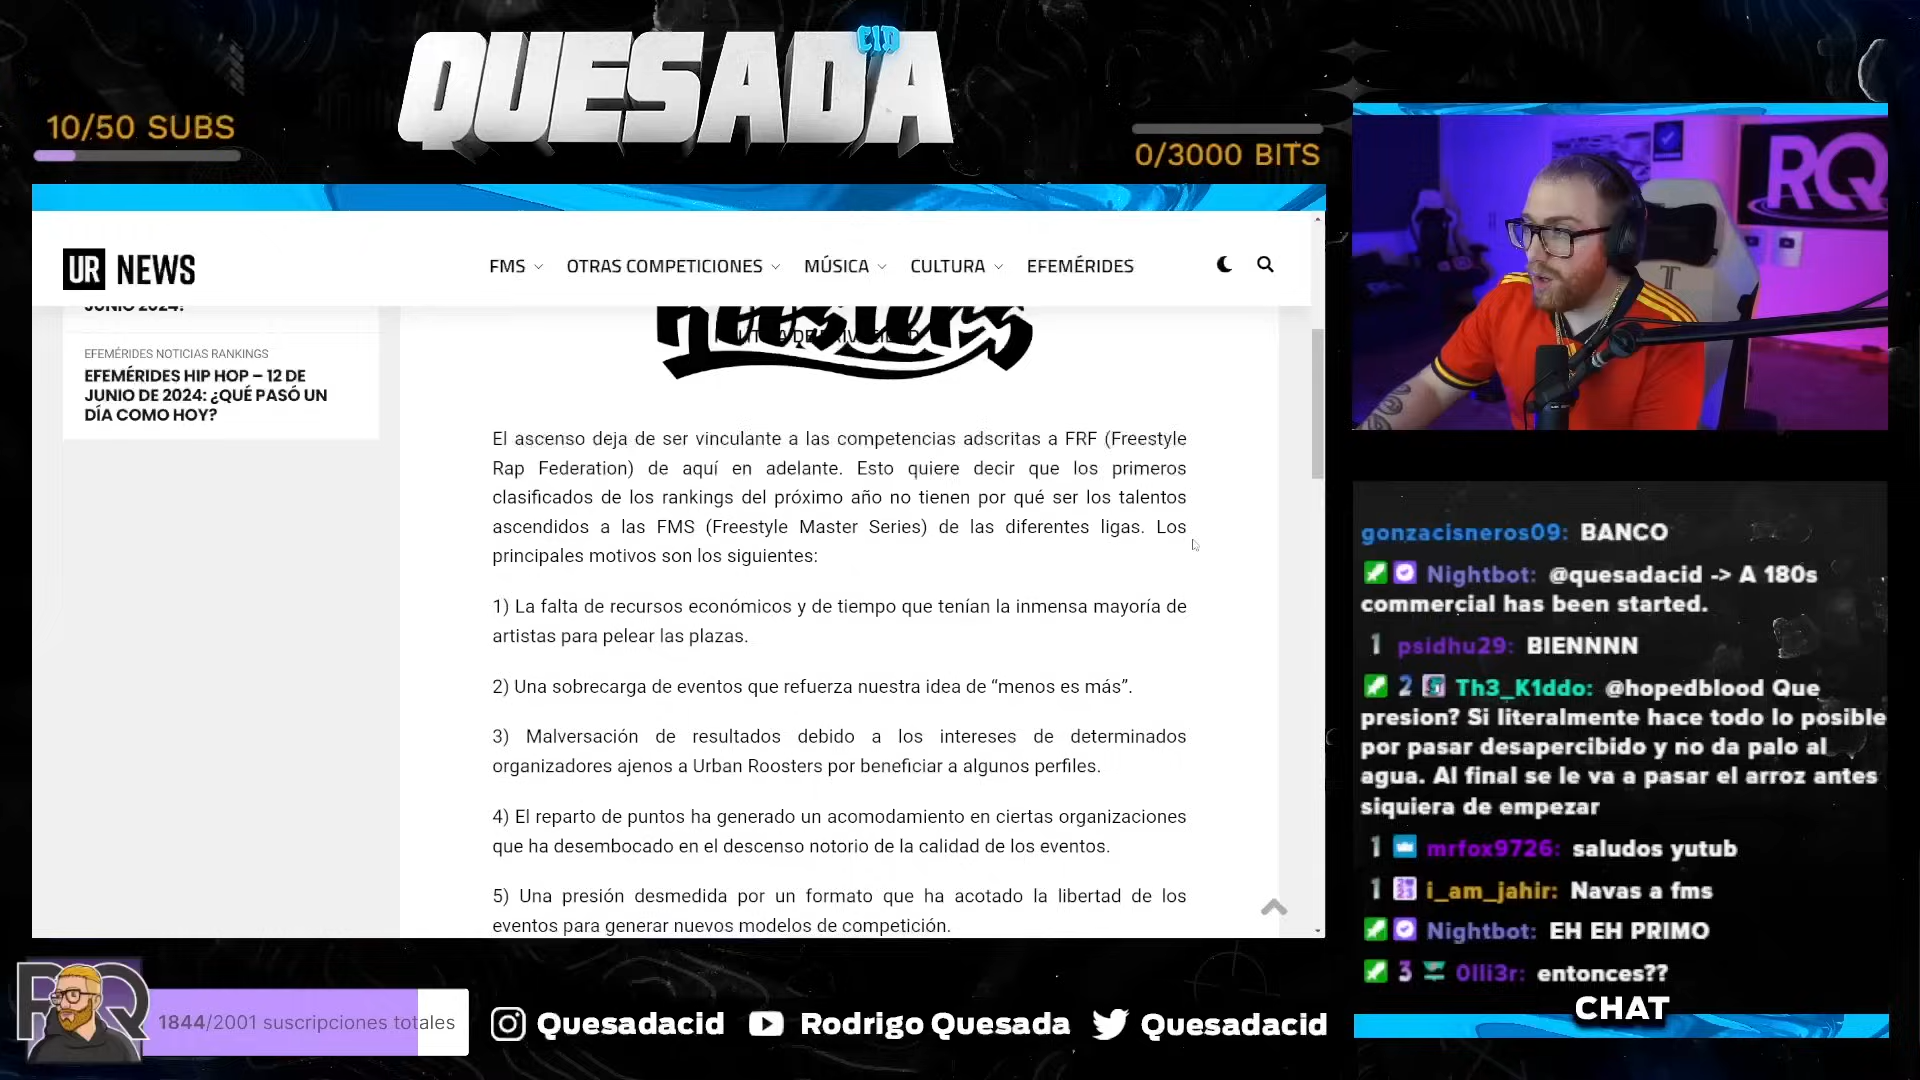 QUESADA
CID
10/50 SUBS
0/3000 BITS
UR NEWS
FMS
OTRAS COMPETICIONES
MÚSICA
CULTURA
EFEMÉRIDES
JUNIO 2024!
EFEMÉRIDES NOTICIAS RANKINGS
EFEMÉRIDES HIP HOP – 12 DE
JUNIO DE 2024: ¿QUÉ PASÓ UN
DÍA COMO HOY?
Roosters
El ascenso deja de ser vinculante a las competencias adscritas a FRF (Freestyle
Rap Federation) de aquí en adelante. Esto quiere decir que los primeros
clasificados de los rankings del próximo año no tienen por qué ser los talentos
ascendidos a las FMS (Freestyle Master Series) de las diferentes ligas. Los
principales motivos son los siguientes:
1) La falta de recursos económicos y de tiempo que tenían la inmensa mayoría de
artistas para pelear las plazas.
2) Una sobrecarga de eventos que refuerza nuestra idea de “menos es más”.
3) Malversación de resultados debido a los intereses de determinados
organizadores ajenos a Urban Roosters por beneficiar a algunos perfiles.
4) El reparto de puntos ha generado un acomodamiento en ciertas organizaciones
que ha desembocado en el descenso notorio de la calidad de los eventos.
5) Una presión desmedida por un formato que ha acotado la libertad de los
eventos para generar nuevos modelos de competición.
RQ
gonzacisneros09: BANCO
Nightbot: @quesadacid -> A 180s
commercial has been started.
1 psidhu29: BIENNNN
2 Th3_K1ddo: @hopedblood Que
presion? Si literalmente hace todo lo posible
por pasar desapercibido y no da palo al
agua. Al final se le va a pasar el arroz antes
siquiera de empezar
1 mrfox9726: saludos yutub
1 i_am_jahir: Navas a fms
Nightbot: EH EH PRIMO
3 0lli3r: entonces??
CHAT
RQ
1844/2001 suscripciones totales
Quesadacid
Rodrigo Quesada
Quesadacid